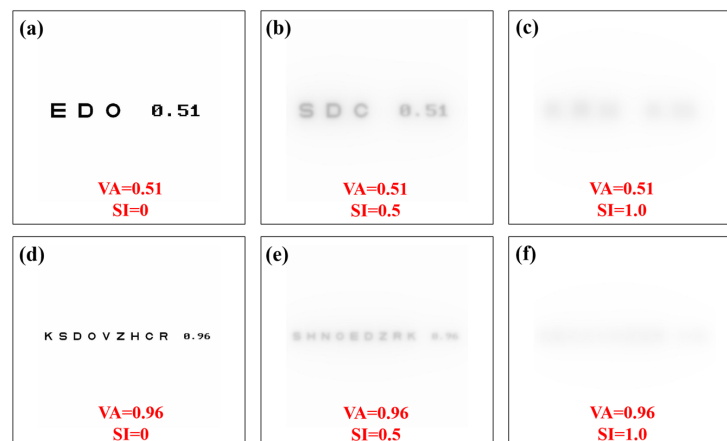 (a)
E D O 0.51
VA=0.51
SI=0
(b)
S D C 0.51
VA=0.51
SI=0.5
(c)
VA=0.51
SI=1.0
(d)
K S D O V Z H C R 0.96
VA=0.96
SI=0
(e)
S H N O E D Z R K 0.96
VA=0.96
SI=0.5
(f)
VA=0.96
SI=1.0